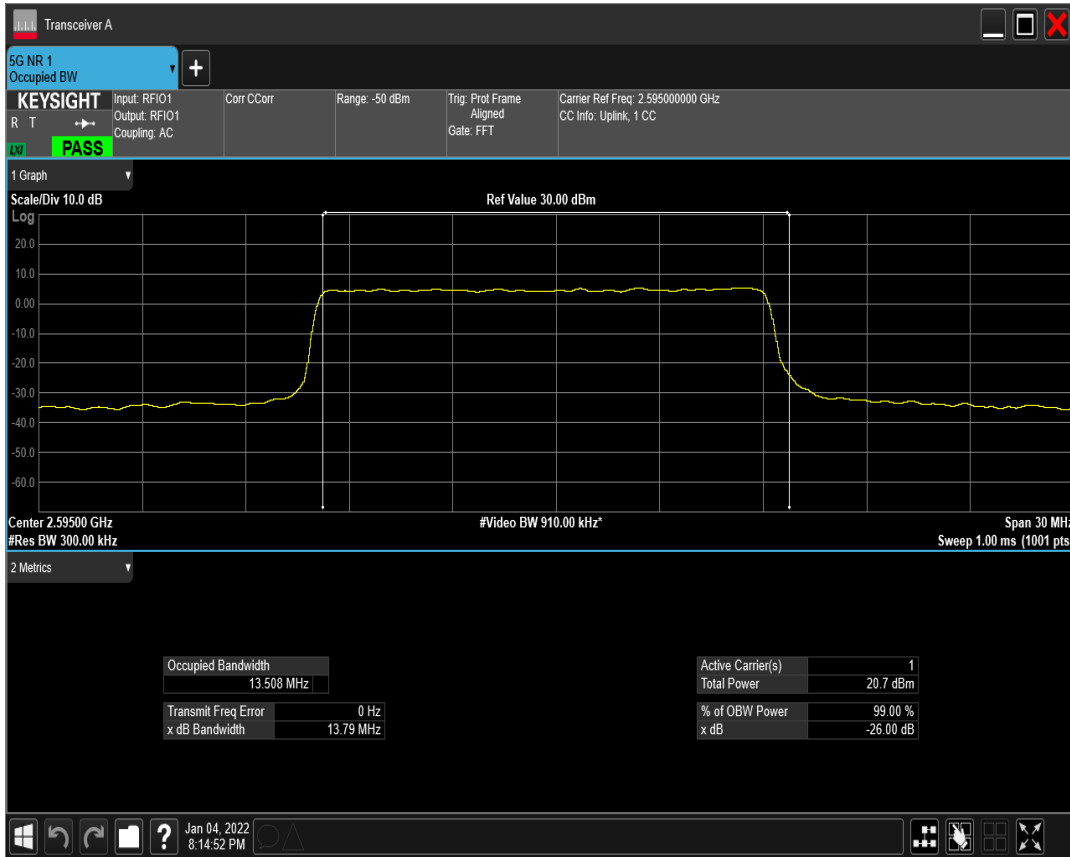 Transceiver A
5G NR 1
Occupied BW
KEYSIGHT
R T
LXI
PASS
Input: RFIO1
Output: RFIO1
Coupling: AC
Corr CCorr
Range: -50 dBm
Trig: Prot Frame
Aligned
Gate: FFT
Carrier Ref Freq: 2.595000000 GHz
CC Info: Uplink, 1 CC
1 Graph
Scale/Div 10.0 dB
Ref Value 30.00 dBm
Log
20.0
10.0
0.00
-10.0
-20.0
-30.0
-40.0
-50.0
-60.0
Center 2.59500 GHz
#Video BW 910.00 kHz*
Span 30 MHz
#Res BW 300.00 kHz
Sweep 1.00 ms (1001 pts
2 Metrics
Occupied Bandwidth
13.508 MHz
Transmit Freq Error 0 Hz
x dB Bandwidth 13.79 MHz
Active Carrier(s) 1
Total Power 20.7 dBm
% of OBW Power 99.00 %
x dB -26.00 dB
?
Jan 04, 2022
8:14:52 PM